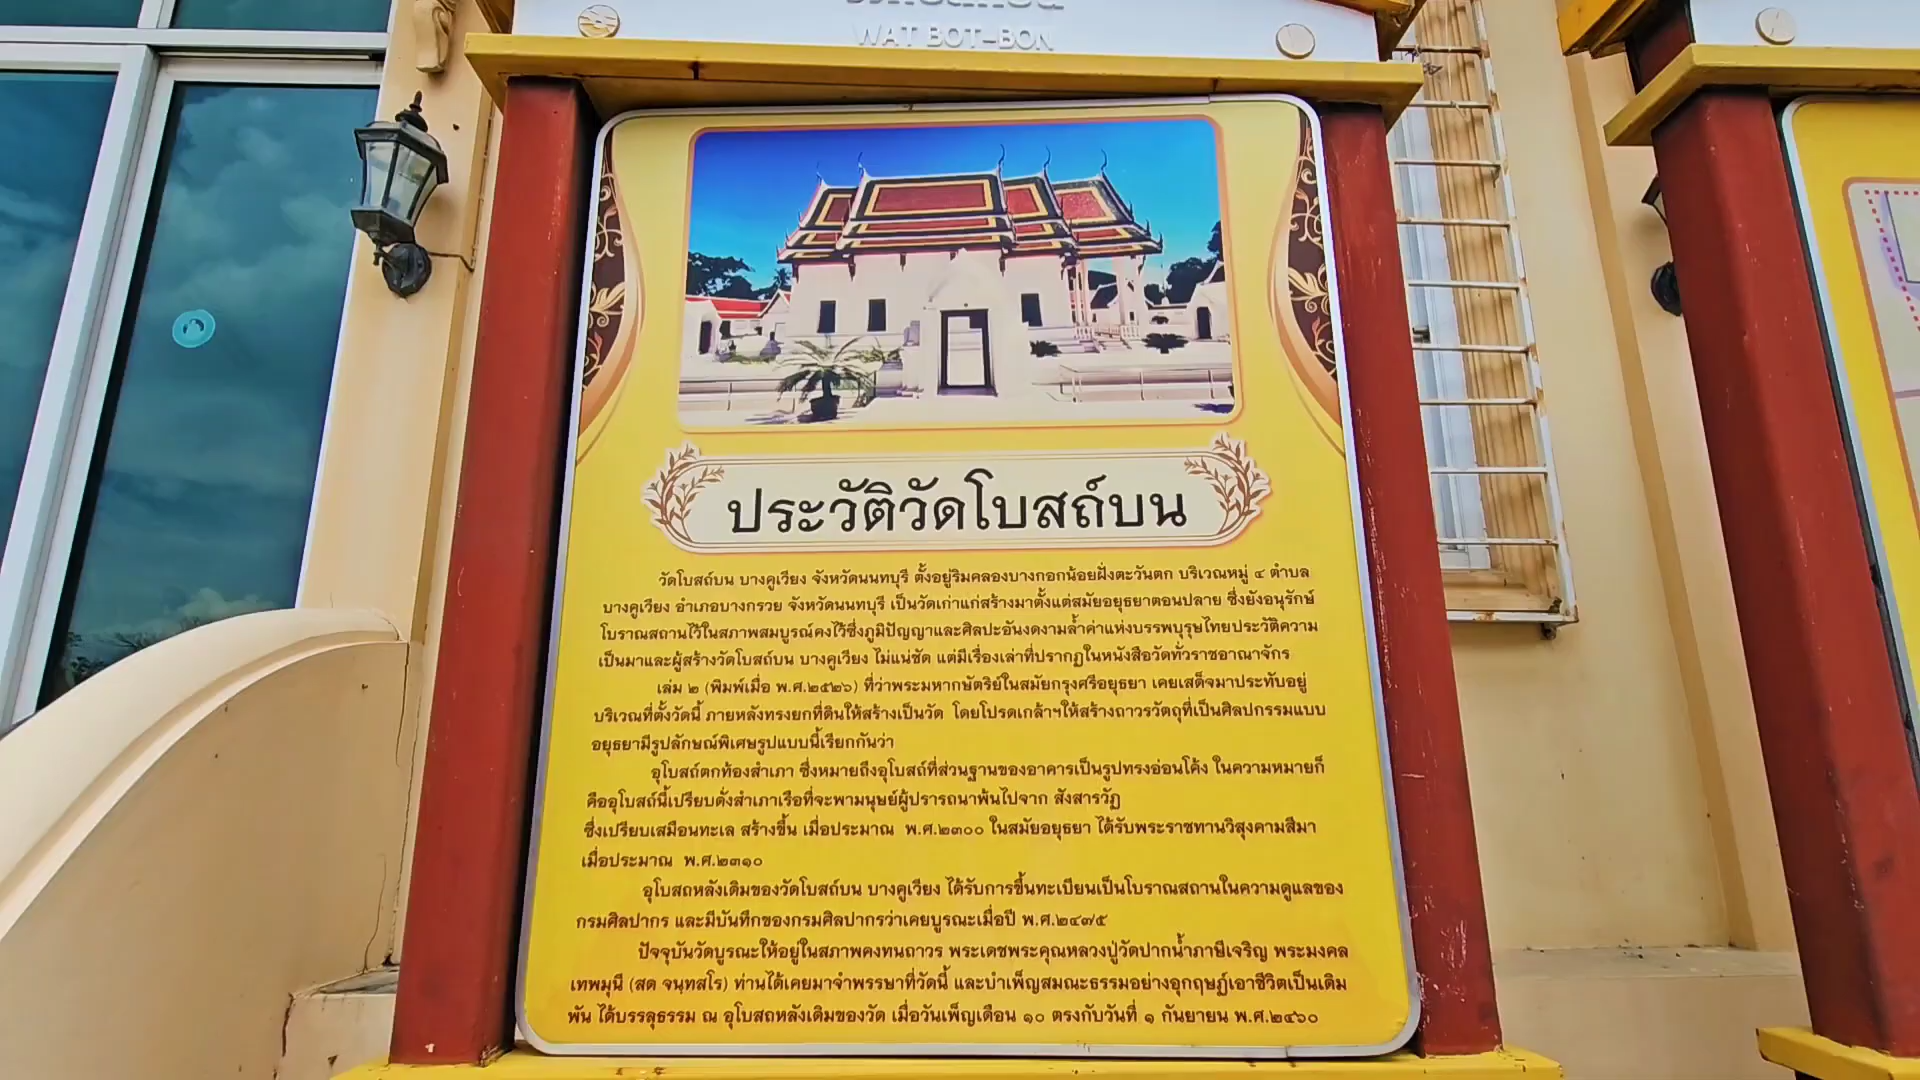 WAT BOT-BON
ประวัติวัดโบสถ์บน
วัดโบสถ์บน บางคูเวียง จังหวัดนนทบุรี ตั้งอยู่ริมคลองบางกอกน้อยฝั่งตะวันตก บริเวณหมู่ ๔ ตำบล
บางคูเวียง อำเภอบางกรวย จังหวัดนนทบุรี เป็นวัดเก่าแก่สร้างมาตั้งแต่สมัยอยุธยาตอนปลาย ซึ่งยังอนุรักษ์
โบราณสถานไว้ในสภาพสมบูรณ์คงไว้ซึ่งภูมิปัญญาและศิลปะอันงดงามล้ำค่าแห่งบรรพบุรุษไทยประวัติความ
เป็นมาและผู้สร้างวัดโบสถ์บน บางคูเวียง ไม่แน่ชัด แต่มีเรื่องเล่าที่ปรากฏในหนังสือวัดทั่วราชอาณาจักร
เล่ม ๒ (พิมพ์เมื่อ พ.ศ.๒๕๒๖) ที่ว่าพระมหากษัตริย์ในสมัยกรุงศรีอยุธยา เคยเสด็จมาประทับอยู่
บริเวณที่ตั้งวัดนี้ ภายหลังทรงยกที่ดินให้สร้างเป็นวัด โดยโปรดเกล้าฯให้สร้างถาวรวัตถุที่เป็นศิลปกรรมแบบ
อยุธยามีรูปลักษณ์พิเศษรูปแบบนี้เรียกกันว่า
อุโบสถ์ตกท้องสำเภา ซึ่งหมายถึงอุโบสถ์ที่ส่วนฐานของอาคารเป็นรูปทรงอ่อนโค้ง ในความหมายก็
คืออุโบสถ์นี้เปรียบดั่งสำเภาเรือที่จะพามนุษย์ผู้ปรารถนาพ้นไปจาก สังสารวัฏ
ซึ่งเปรียบเสมือนทะเล สร้างขึ้น เมื่อประมาณ พ.ศ.๒๓๐๐ ในสมัยอยุธยา ได้รับพระราชทานวิสุงคามสีมา
เมื่อประมาณ พ.ศ.๒๓๑๐
อุโบสถหลังเดิมของวัดโบสถ์บน บางคูเวียง ได้รับการขึ้นทะเบียนเป็นโบราณสถานในความดูแลของ
กรมศิลปากร และมีบันทึกของกรมศิลปากรว่าเคยบูรณะเมื่อปี พ.ศ.๒๔๗๕
ปัจจุบันวัดบูรณะให้อยู่ในสภาพคงทนถาวร พระเดชพระคุณหลวงปู่วัดปากน้ำภาษีเจริญ พระมงคล
เทพมุนี (สด จนฺทสโร) ท่านได้เคยมาจำพรรษาที่วัดนี้ และบำเพ็ญสมณะธรรมอย่างอุกฤษฏ์เอาชีวิตเป็นเดิม
พัน ได้บรรลุธรรม ณ อุโบสถหลังเดิมของวัด เมื่อวันเพ็ญเดือน ๑๐ ตรงกับวันที่ ๑ กันยายน พ.ศ.๒๔๖๐